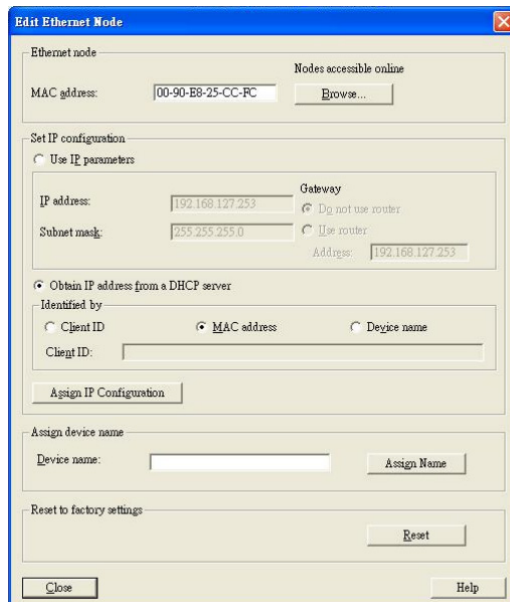 Edit Ethernet Node
Ethernet node
Nodes accessible online
MAC address: 00-90-E8-25-CC-FC Browse...
Set IP configuration
Use IP parameters
Gateway
IP address: 192.168.127.253 Do not use router
Subnet mask: 255.255.255.0 Use router
Address: 192.168.127.253
Obtain IP address from a DHCP server
Identified by
Client ID MAC address Device name
Client ID:
Assign IP Configuration
Assign device name
Device name: Assign Name
Reset to factory settings
Reset
Close Help